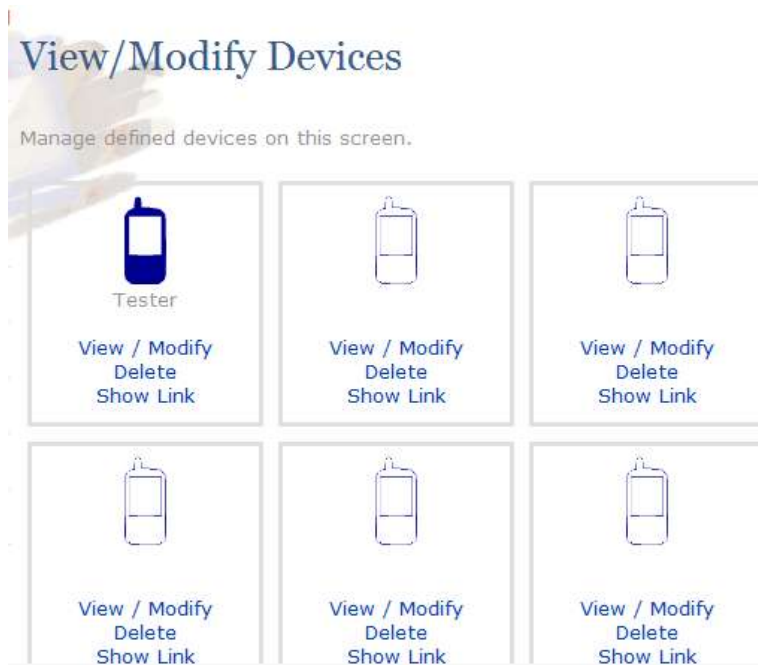 View/Modify Devices
Manage defined devices on this screen.
Tester
View / Modify
Delete
Show Link
View / Modify
Delete
Show Link
View / Modify
Delete
Show Link
View / Modify
Delete
Show Link
View / Modify
Delete
Show Link
View / Modify
Delete
Show Link